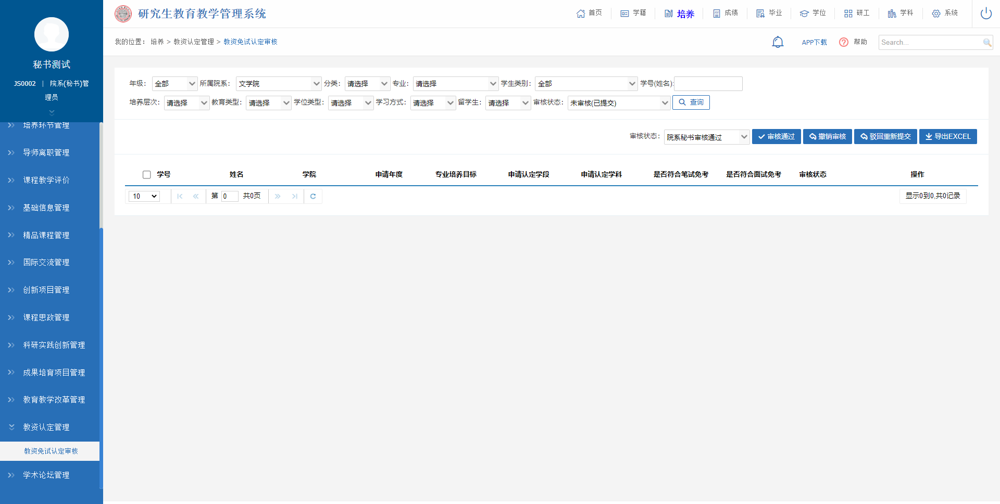 研究生教育教学管理系统
首页 学籍 培养 成绩 毕业 学位 研工 学科 系统
我的位置： 培养 > 教资认定管理 > 教资免试认定审核
APP下载 帮助 Search...
秘书测试
JS0002 | 院系(秘书)管
理员
培养环节管理
导师离职管理
课程教学评价
基础信息管理
精品课程管理
国际交流管理
创新项目管理
课程思政管理
科研实践创新管理
成果培育项目管理
教育教学改革管理
教资认定管理
教资免试认定审核
学术论坛管理
年级： 全部 所属院系： 文学院 分类： 请选择 专业： 请选择 学生类别： 全部 学号(姓名):
培养层次： 请选择 教育类型： 请选择 学位类型： 请选择 学习方式： 请选择 留学生： 请选择 审核状态： 未审核(已提交) 查询
审核状态： 院系秘书审核通过 审核通过 撤销审核 驳回重新提交 导出EXCEL
学号 姓名 学院 申请年度 专业培养目标 申请认定学段 申请认定学科 是否符合笔试免考 是否符合面试免考 审核状态 操作
10 第 0 共0页 显示0到0,共0记录